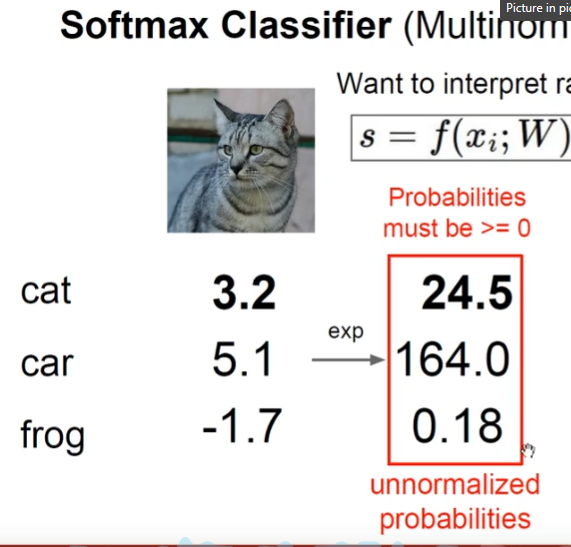 Picture in pi
Softmax Classifier (Multinom
Want to interpret ra
s = f(xᵢ; W)
Probabilities
must be >= 0
cat 3.2 24.5
exp
car 5.1 164.0
frog -1.7 0.18
unnormalized
probabilities